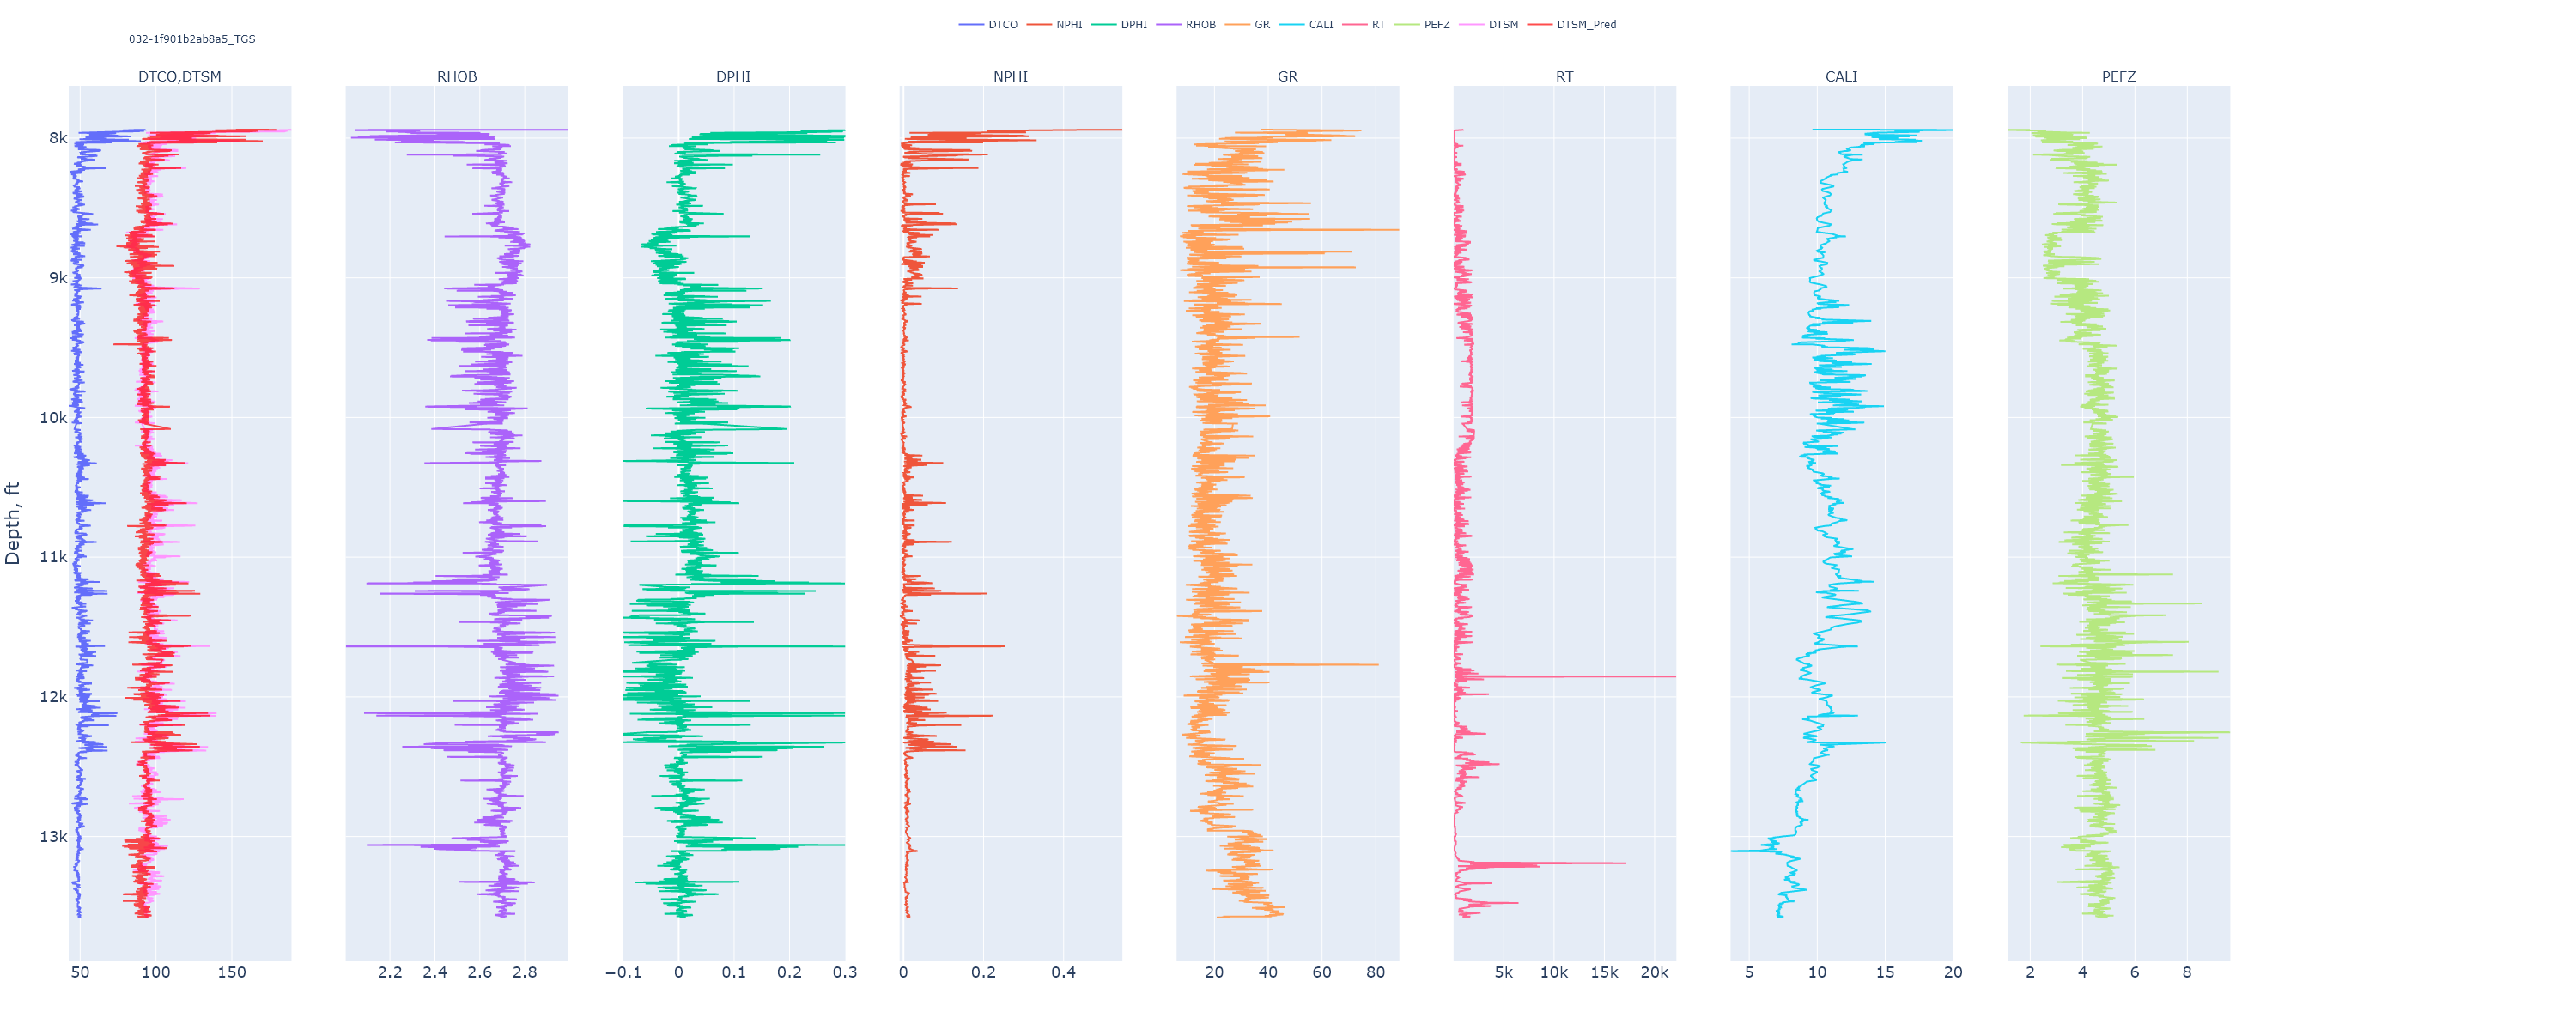 DTCO NPHI DPHI RHOB GR CALI RT PEFZ DTSM DTSM_Pred
032-1f901b2ab8a5_TGS
DTCO,DTSM RHOB DPHI NPHI GR RT CALI PEFZ
8k
9k
10k
11k
12k
13k
Depth, ft
50 100 150 2.2 2.4 2.6 2.8 −0.1 0 0.1 0.2 0.3 0 0.2 0.4 20 40 60 80 5k 10k 15k 20k 5 10 15 20 2 4 6 8